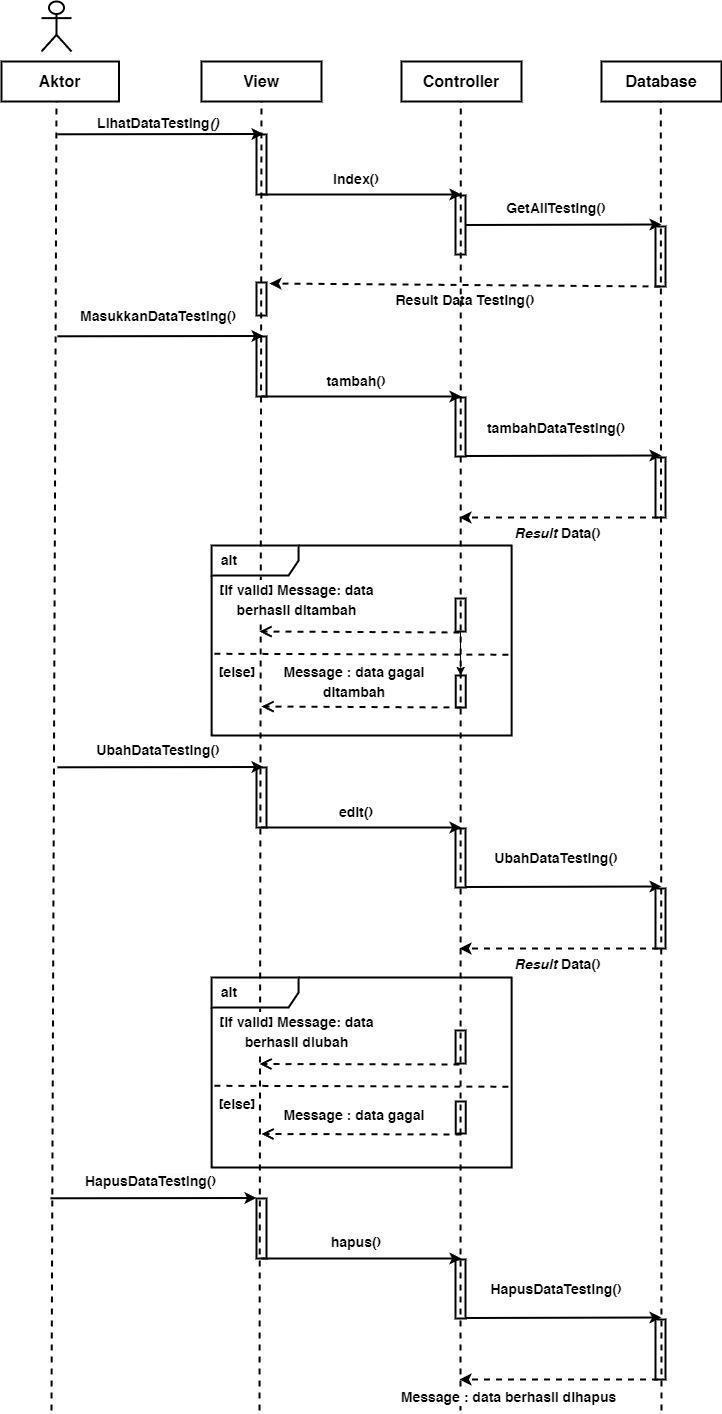 Aktor
View
Controller
Database
LihatDataTesting()
Index()
GetAllTesting()
Result Data Testing()
MasukkanDataTesting()
tambah()
tambahDataTesting()
Result Data()
alt
[If valid] Message: data
berhasil ditambah
[else]
Message : data gagal
ditambah
UbahDataTesting()
edit()
UbahDataTesting()
Result Data()
alt
[If valid] Message: data
berhasil diubah
[else]
Message : data gagal
HapusDataTesting()
hapus()
HapusDataTesting()
Message : data berhasil dihapus